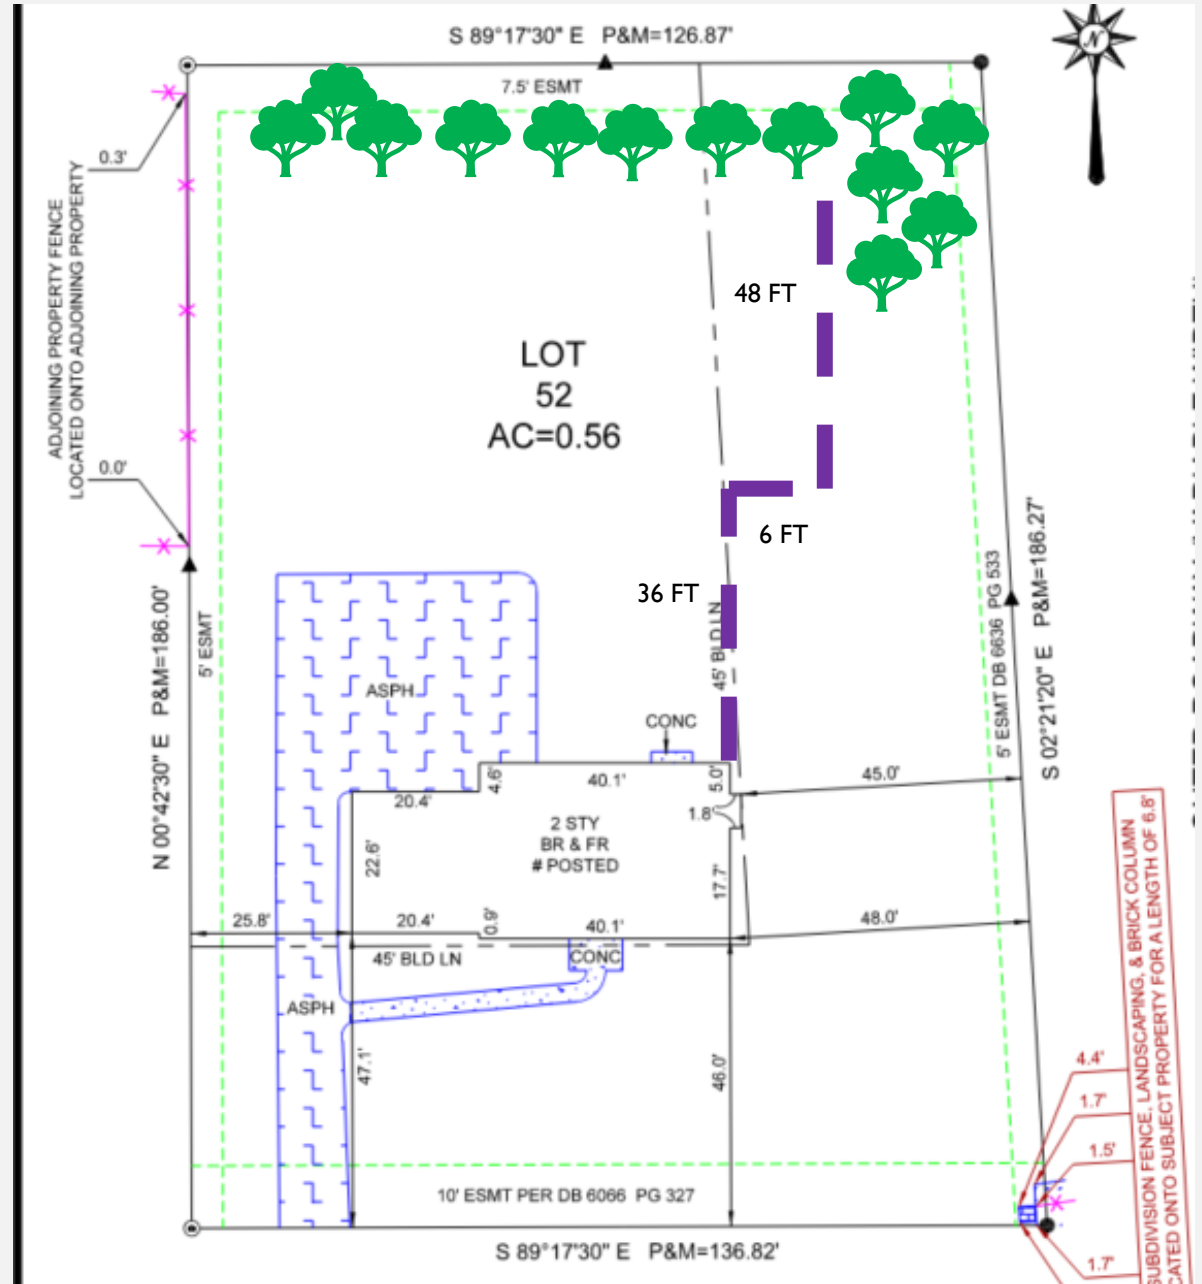 S 89°17'30" E P&M=126.87'
N
7.5' ESMT
0.3'
ADJOINING PROPERTY FENCE
LOCATED ONTO ADJOINING PROPERTY
0.0'
48 FT
LOT
52
AC=0.56
6 FT
36 FT
45' BLD LN
5' ESMT DB 6636 PG 533
S 02°21'20" E P&M=186.27'
N 00°42'30" E P&M=186.00'
5' ESMT
ASPH
CONC
4.6'
40.1'
5.0'
45.0'
20.4'
1.8'
2 STY
BR & FR
# POSTED
22.6'
17.7'
25.8'
20.4'
0.9'
40.1'
48.0'
45' BLD LN
CONC
ASPH
47.1'
46.0'
4.4'
1.7'
1.5'
1.7'
SUBDIVISION FENCE, LANDSCAPING, & BRICK COLUMN
ONTO SUBJECT PROPERTY FOR A LENGTH OF 6.8'
10' ESMT PER DB 6066 PG 327
S 89°17'30" E P&M=136.82'